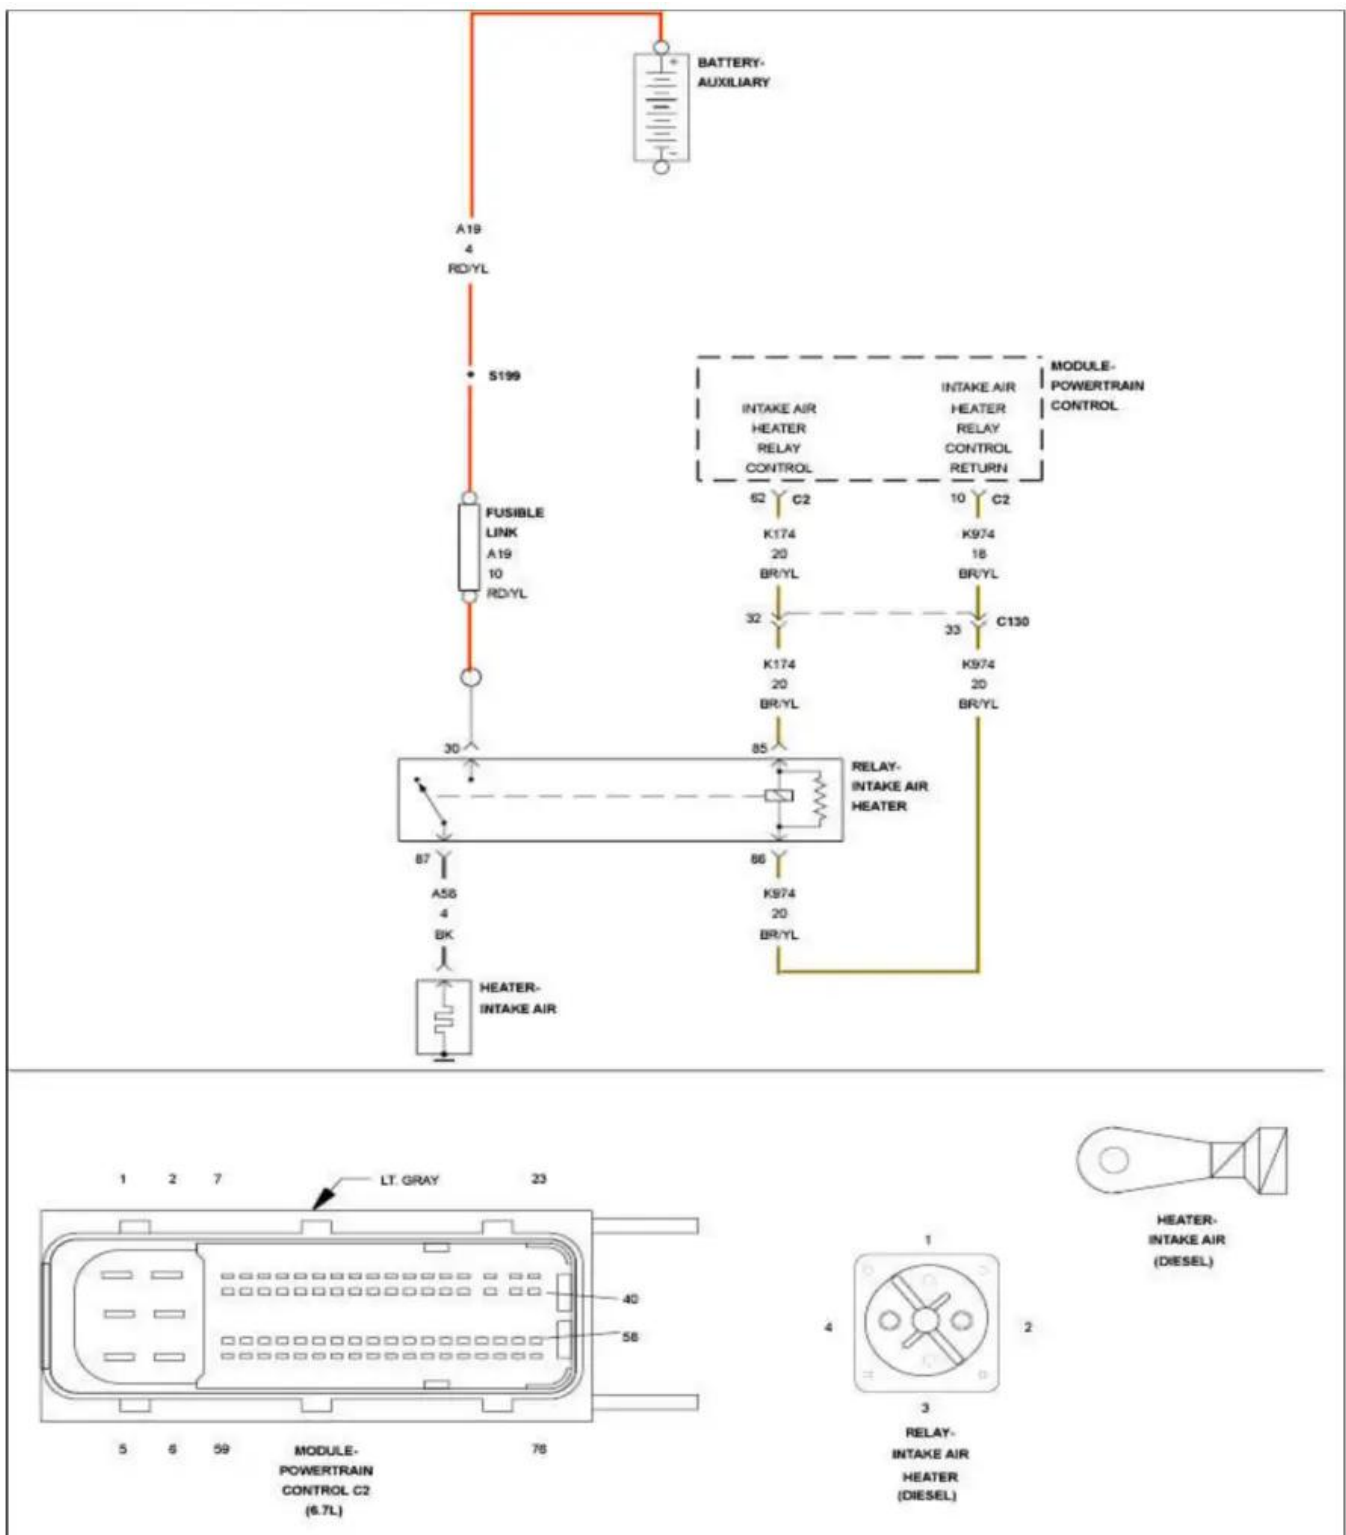 BATTERY-
AUXILIARY
+
-
A19
4
RD/YL
S199
FUSIBLE
LINK
A19
10
RD/YL
MODULE-
POWERTRAIN
CONTROL
INTAKE AIR
HEATER
RELAY
CONTROL
INTAKE AIR
HEATER
RELAY
CONTROL
RETURN
62 C2
10 C2
K174
20
BR/YL
K974
18
BR/YL
32
33
C130
K174
20
BR/YL
K974
20
BR/YL
30
85
RELAY-
INTAKE AIR
HEATER
87
86
A58
4
BK
K974
20
BR/YL
HEATER-
INTAKE AIR
1 2 7 LT. GRAY 23
40
58
5 6 59 76
MODULE-
POWERTRAIN
CONTROL C2
(6.7L)
1
4
2
3
RELAY-
INTAKE AIR
HEATER
(DIESEL)
HEATER-
INTAKE AIR
(DIESEL)